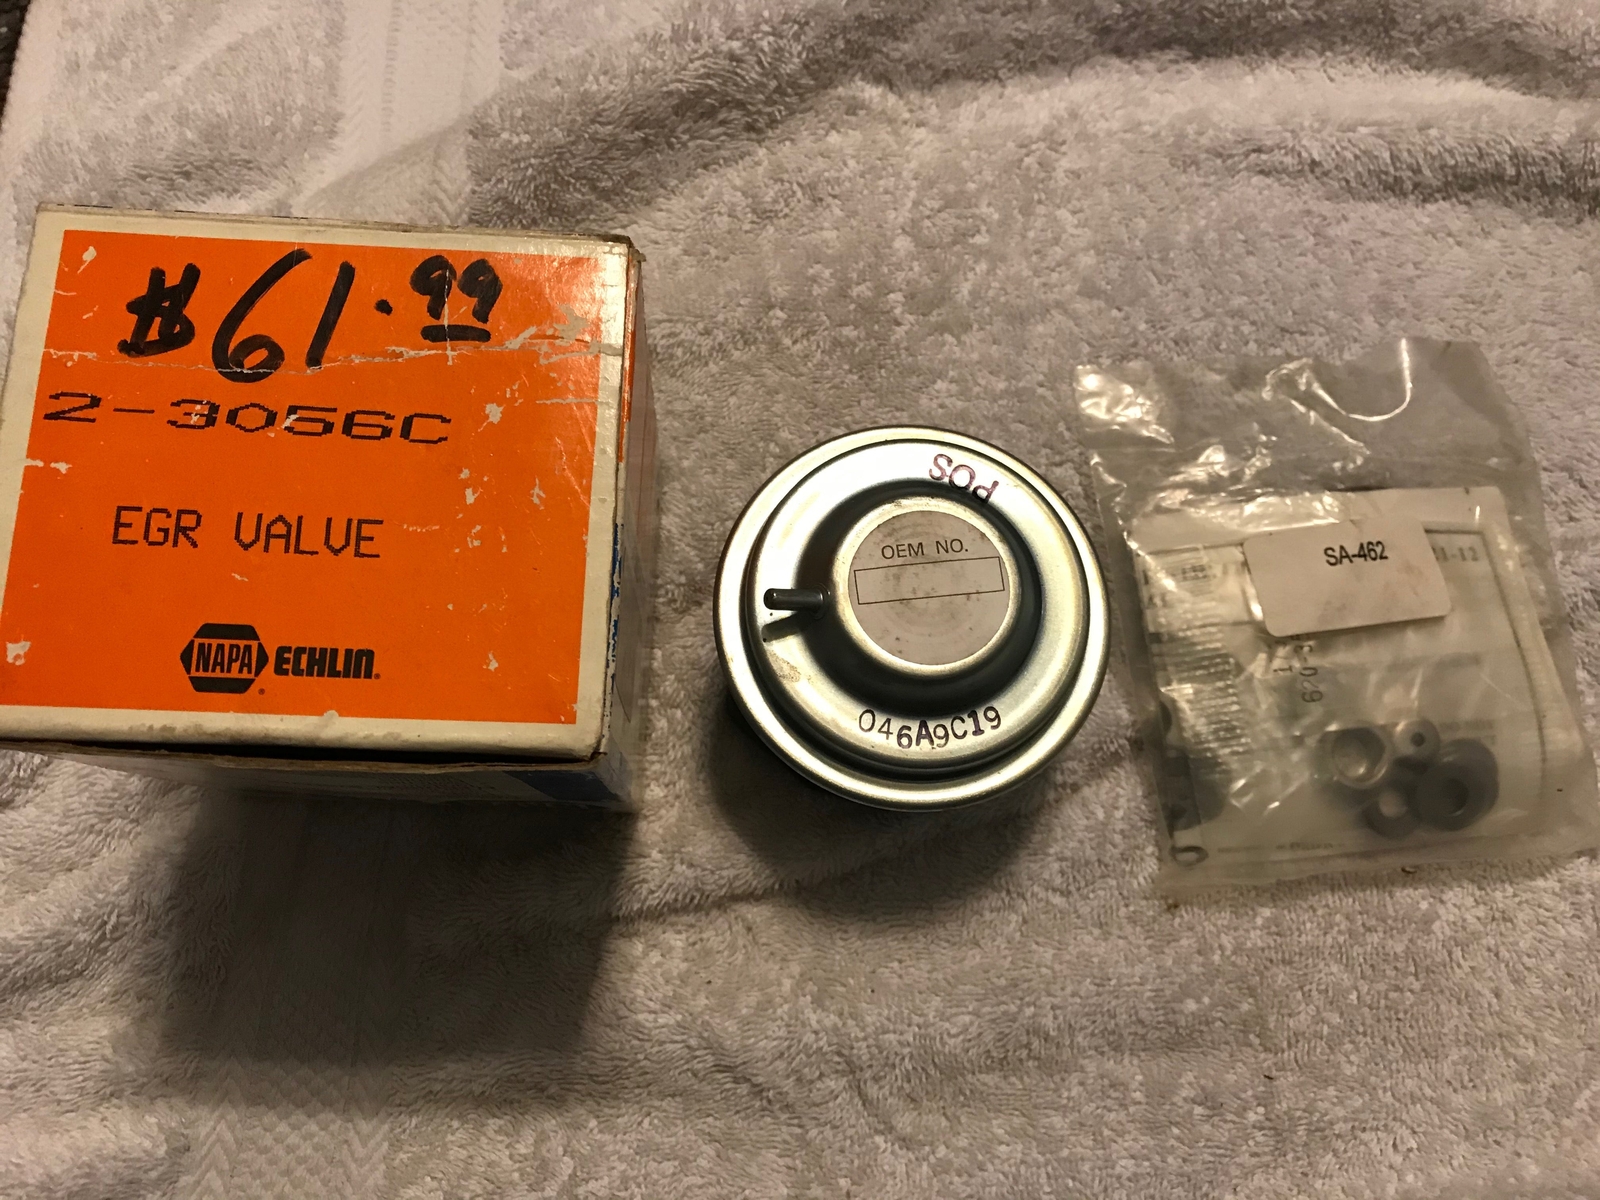 $61.99
2-3056C
EGR VALVE
NAPA ECHLIN
POS
OEM NO.
046A9C19
SA-462